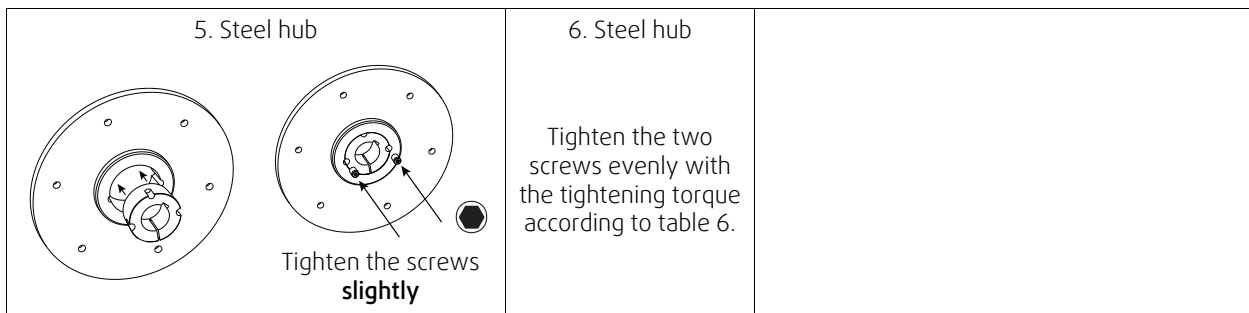 5. Steel hub
Tighten the screws
slightly
6. Steel hub
Tighten the two
screws evenly with
the tightening torque
according to table 6.